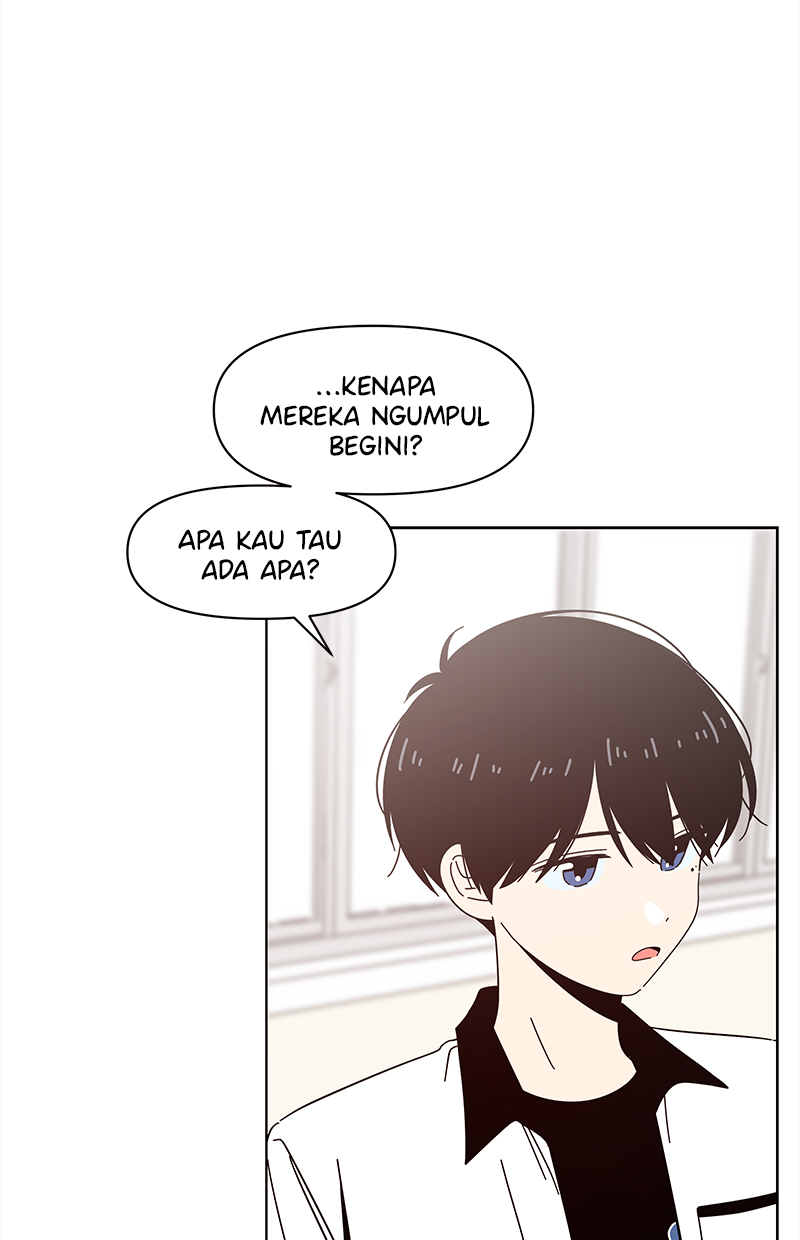 ...KENAPA
MEREKA NGUMPUL
BEGINI?
APA KAU TAU
ADA APA?